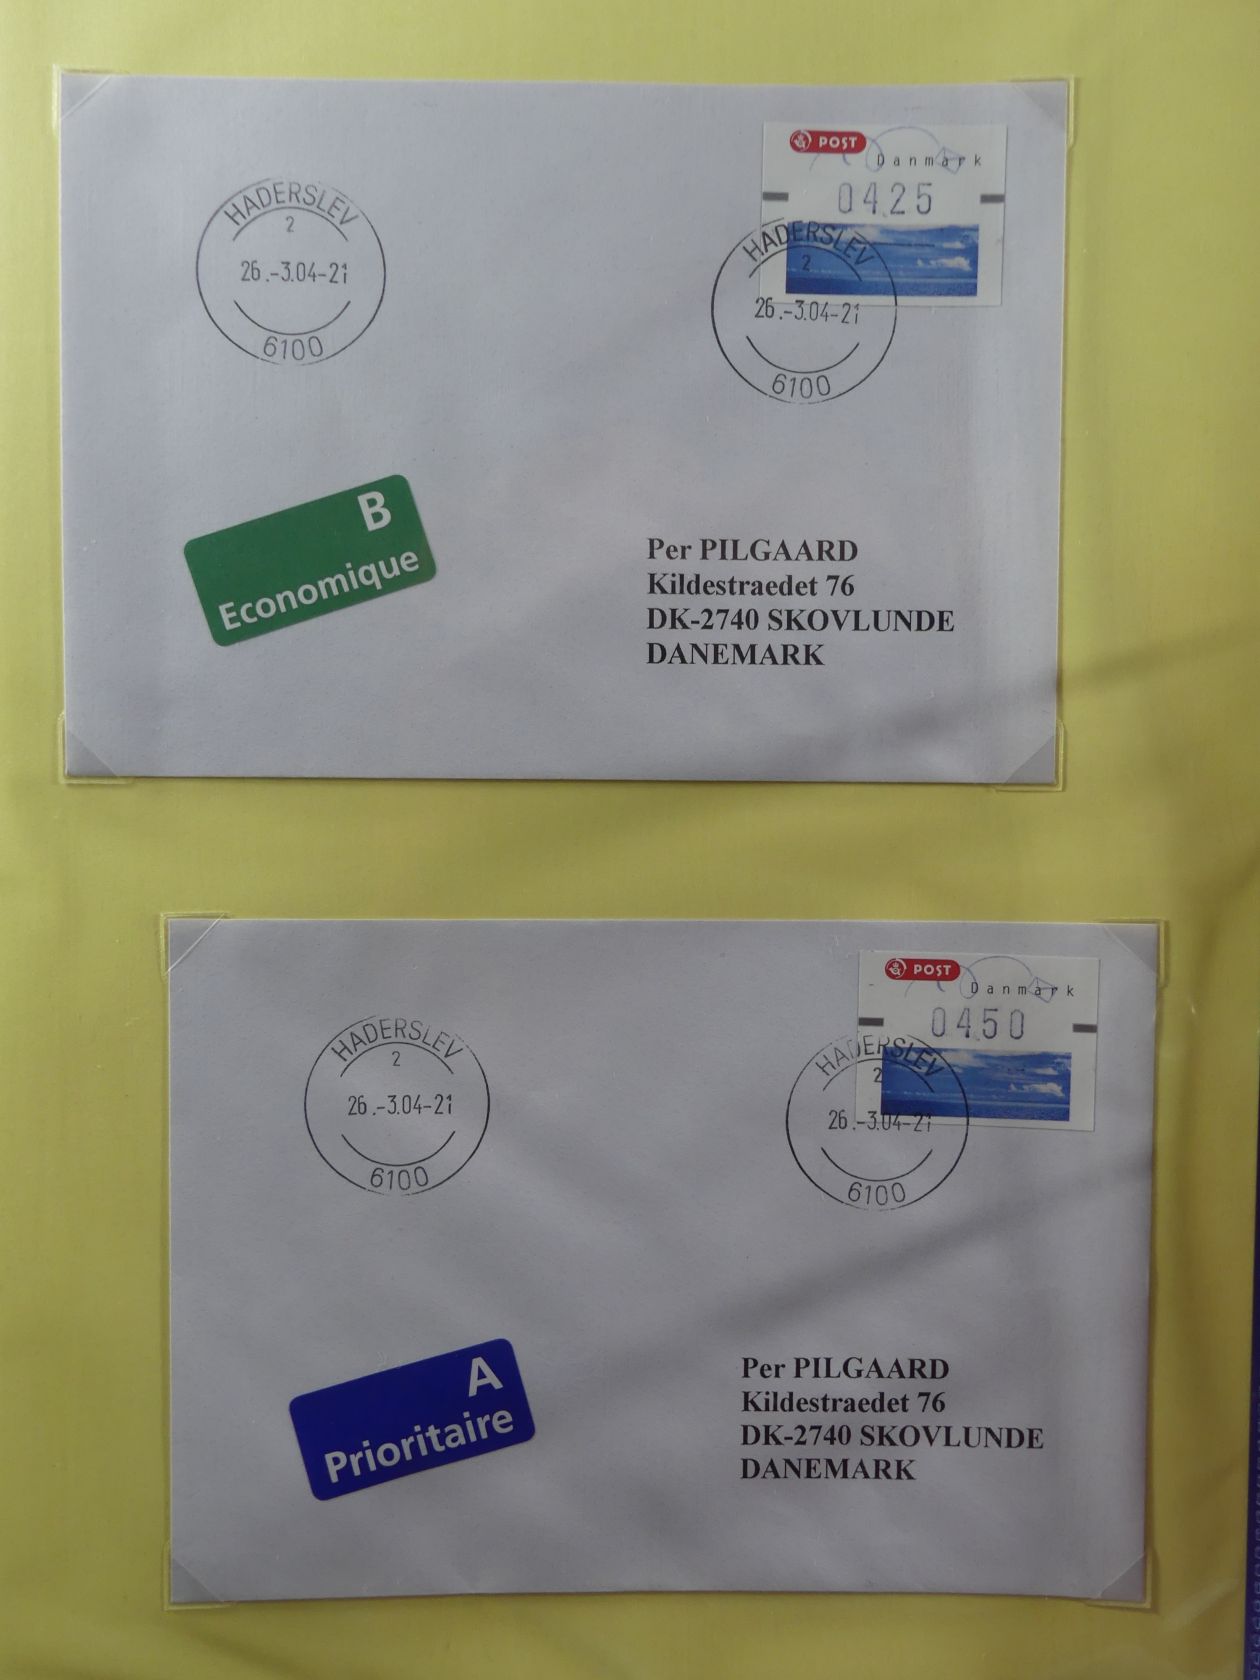 POST
Danmark
04.25
HADERSLEV
2
26.-3.04-21
6100
HADERSLEV
2
26.-3.04-21
6100
B
Economique
Per PILGAARD
Kildestraedet 76
DK-2740 SKOVLUNDE
DANEMARK
POST
Danmark
04.50
HADERSLEV
2
26.-3.04-21
6100
HADERSLEV
2
26.-3.04-21
6100
A
Prioritaire
Per PILGAARD
Kildestraedet 76
DK-2740 SKOVLUNDE
DANEMARK